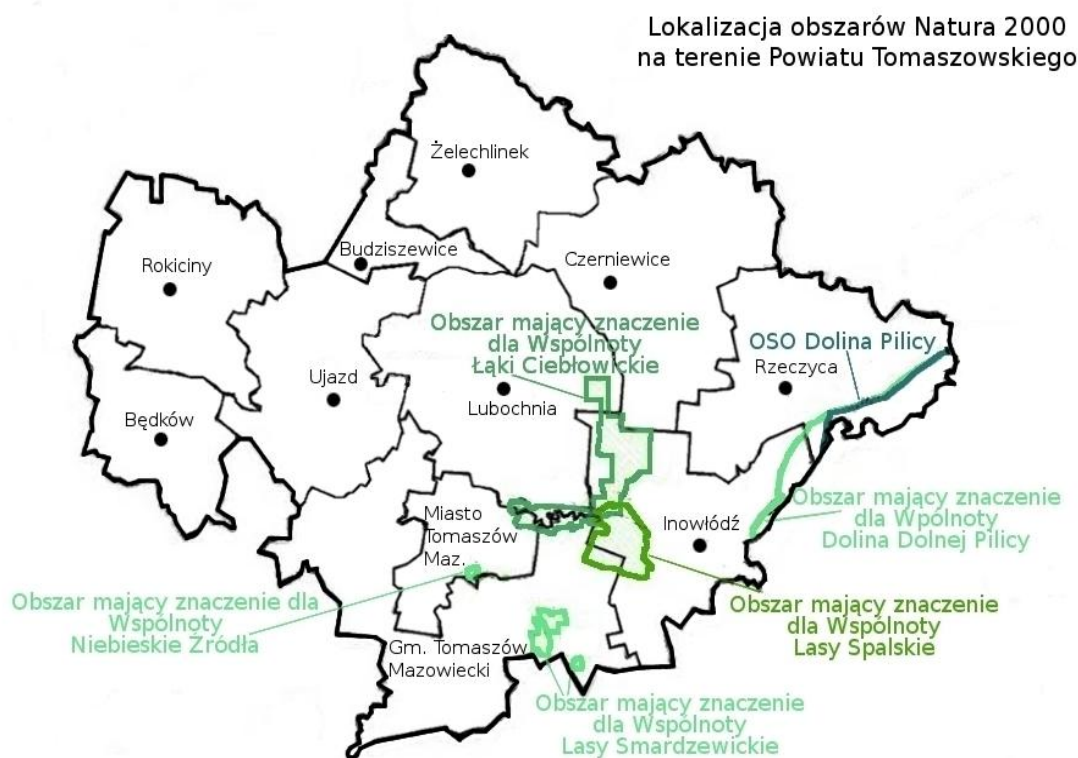 Lokalizacja obszarów Natura 2000
na terenie Powiatu Tomaszowskiego
Żelechlinek
Budziszewice
Rokiciny
Czerniewice
Obszar mający znaczenie
dla Wspólnoty
Łąki Ciebłowickie
OSO Dolina Pilicy
Rzeczyca
Ujazd
Lubochnia
Będków
Miasto
Tomaszów
Maz.
Inowłódź
Obszar mający znaczenie
dla Wpólnoty
Dolina Dolnej Pilicy
Obszar mający znaczenie dla
Wspólnoty
Niebieskie Źródła
Obszar mający znaczenie
dla Wspólnoty
Lasy Spalskie
Gm. Tomaszów
Mazowiecki
Obszar mający znaczenie
dla Wspólnoty
Lasy Smardzewickie